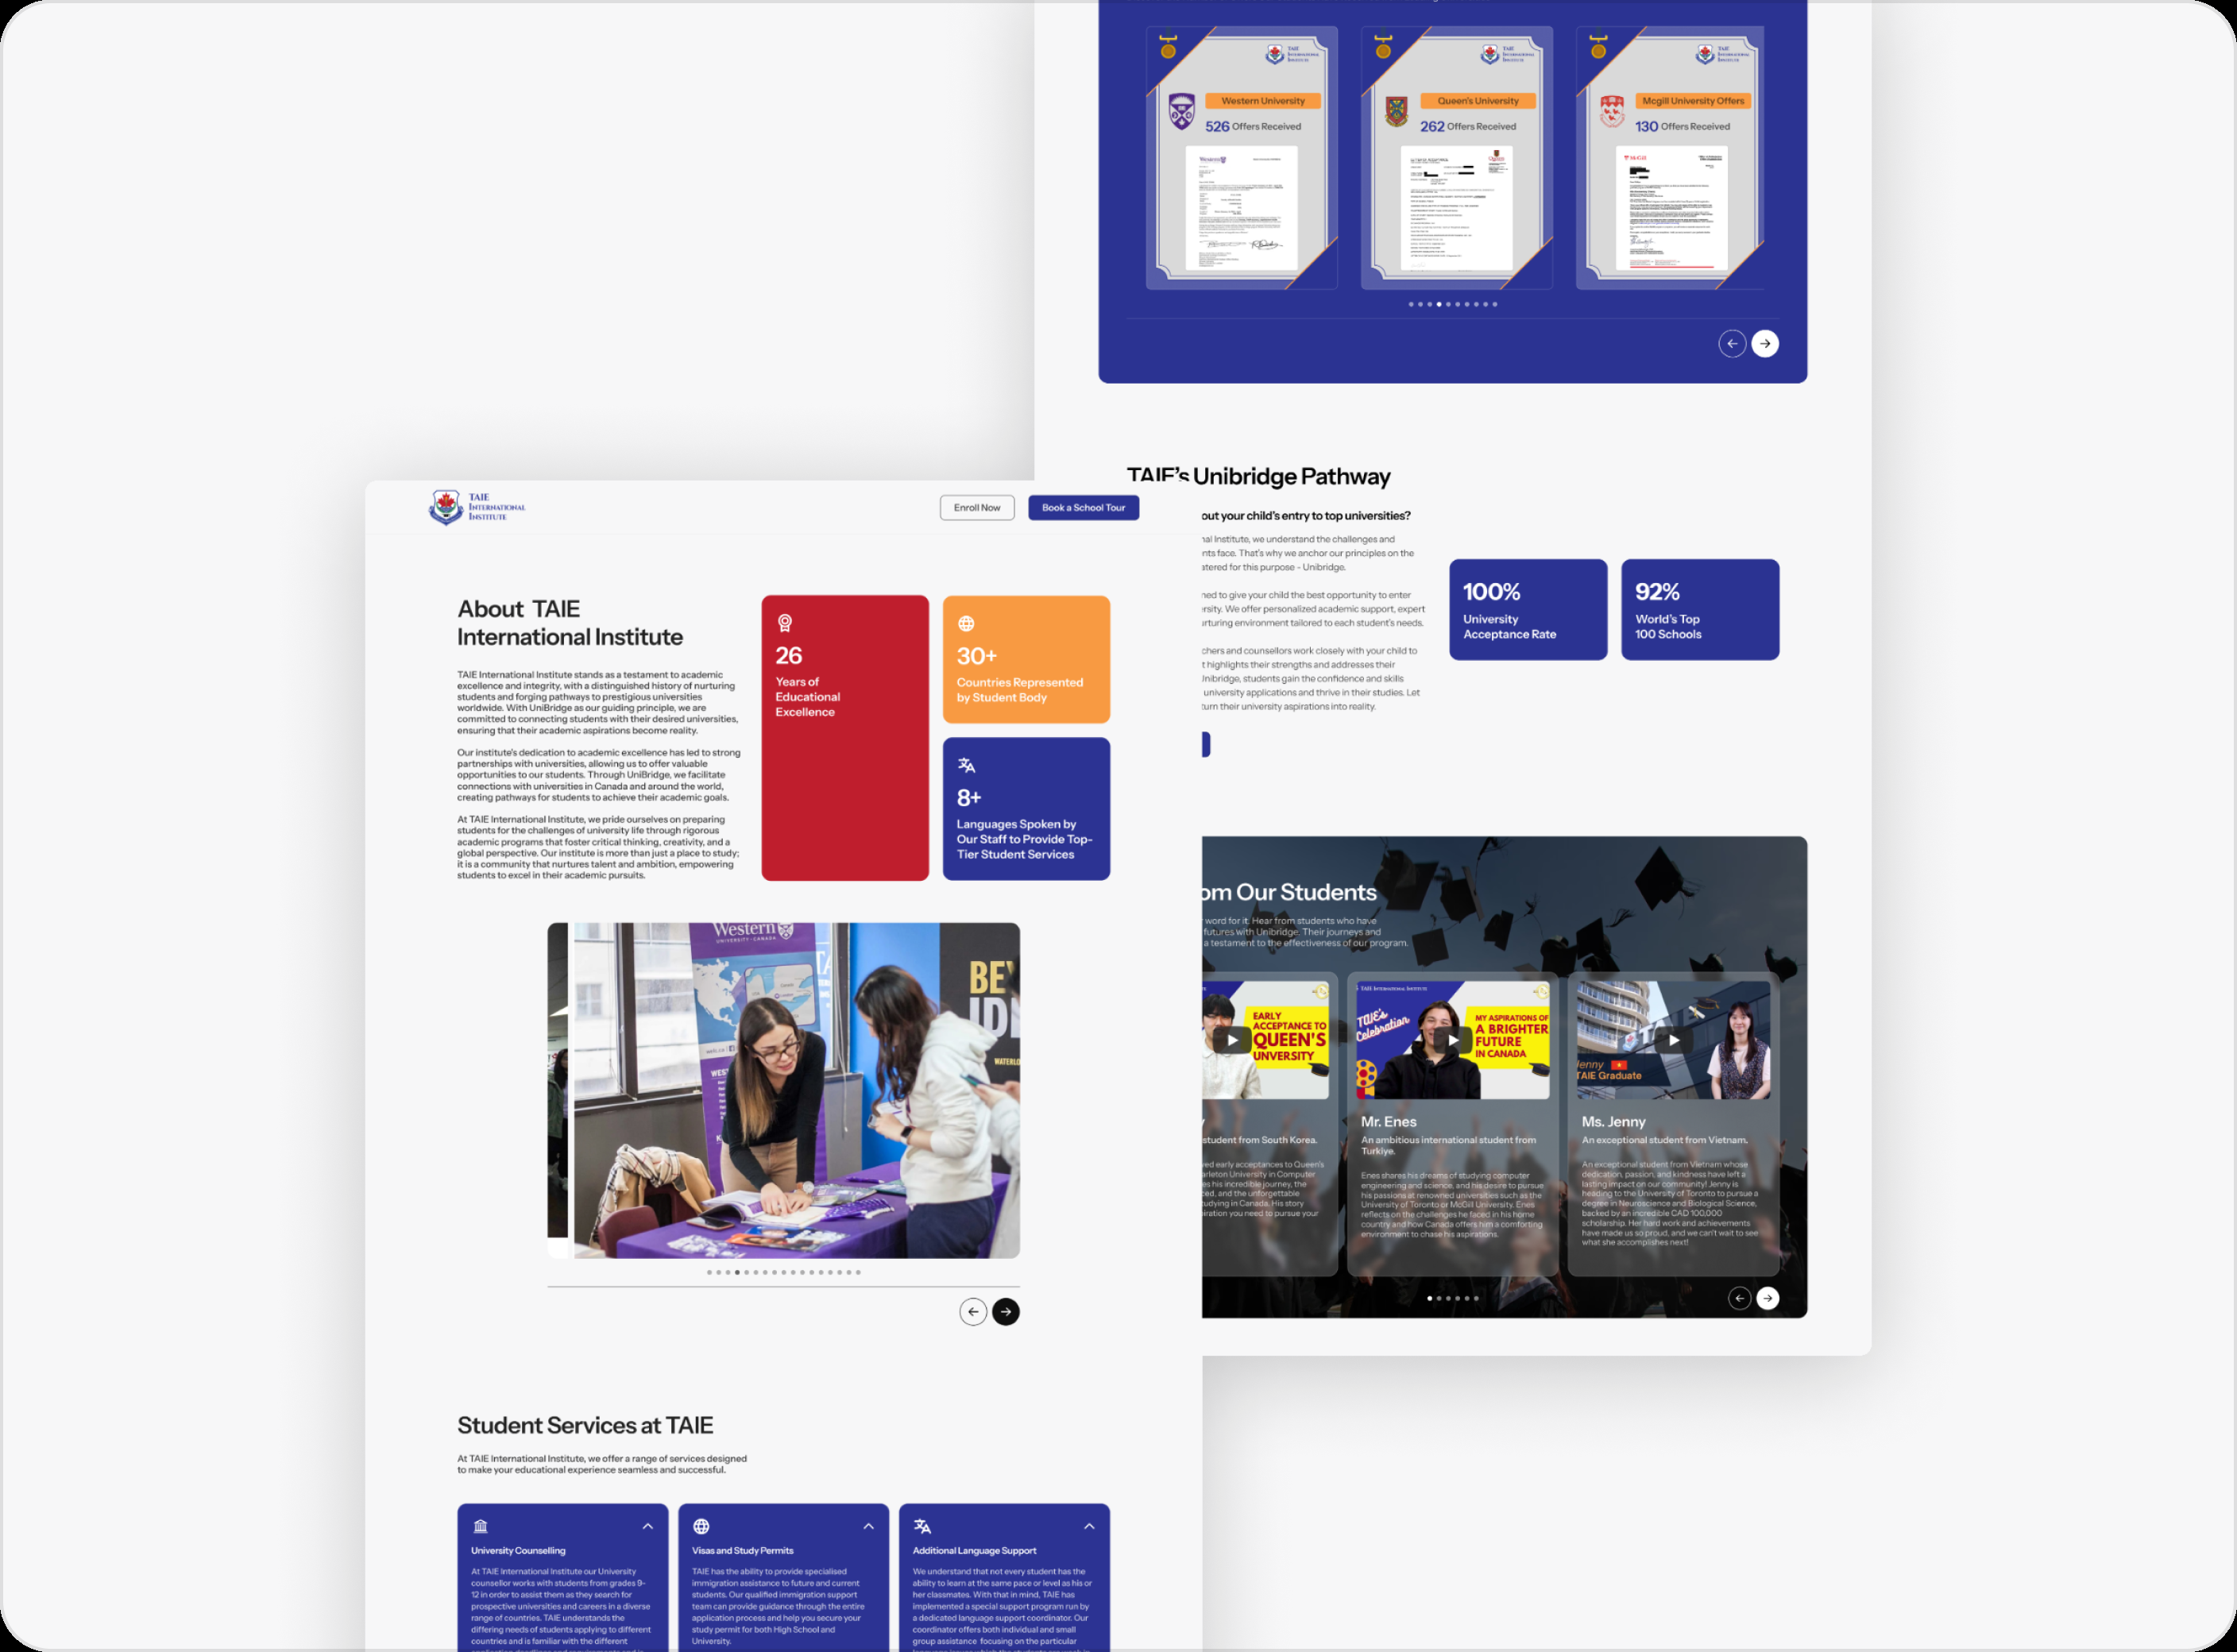 TAIE
INTERNATIONAL
INSTITUTE
Western University
526 Offers Received
TAIE
INTERNATIONAL
INSTITUTE
Queen's University
262 Offers Received
TAIE
INTERNATIONAL
INSTITUTE
Mcgill University Offers
130 Offers Received
TAIE's Unibridge Pathway
out your child's entry to top universities?
nal Institute, we understand the challenges and
nts face. That's why we anchor our principles on the
stered for this purpose - Unibridge.
ned to give your child the best opportunity to enter
rsity. We offer personalized academic support, expert
urturing environment tailored to each student's needs.
chers and counsellors work closely with your child to
t highlights their strengths and addresses their
Unibridge, students gain the confidence and skills
university applications and thrive in their studies. Let
turn their university aspirations into reality.
100%
University
Acceptance Rate
92%
World's Top
100 Schools
om Our Students
word for it. Hear from students who have
futures with Unibridge. Their journeys and
a testament to the effectiveness of our program.
EARLY
ACCEPTANCE TO
QUEEN'S
UNVERSITY
student from South Korea.
ved early acceptances to Queen's
arleton University in Computer
es his incredible journey, the
ced, and the unforgettable
tudying in Canada. His story
iration you need to pursue your
TAIE INTERNATIONAL INSTITUTE
TAIE's
Celebration
MY ASPIRATIONS OF
A BRIGHTER
FUTURE
IN CANADA
Mr. Enes
An ambitious international student from
Turkiye.
Enes shares his dreams of studying computer
engineering and science, and his desire to pursue
his passions at renowned universities such as the
University of Toronto or McGill University. Enes
reflects on the challenges he faced in his home
country and how Canada offers him a comforting
environment to chase his aspirations.
Jenny
TAIE Graduate
Ms. Jenny
An exceptional student from Vietnam.
An exceptional student from Vietnam whose
dedication, passion, and kindness have left a
lasting impact on our community! Jenny is
heading to the University of Toronto to pursue a
degree in Neuroscience and Biological Science,
backed by an incredible CAD 100,000
scholarship. Her hard work and achievements
have made us so proud, and we can't wait to see
what she accomplishes next!
TAIE
INTERNATIONAL
INSTITUTE
Enroll Now
Book a School Tour
About TAIE
International Institute
TAIE International Institute stands as a testament to academic
excellence and integrity, with a distinguished history of nurturing
students and forging pathways to prestigious universities
worldwide. With UniBridge as our guiding principle, we are
committed to connecting students with their desired universities,
ensuring that their academic aspirations become reality.
Our institute's dedication to academic excellence has led to strong
partnerships with universities, allowing us to offer valuable
opportunities to our students. Through UniBridge, we facilitate
connections with universities in Canada and around the world,
creating pathways for students to achieve their academic goals.
At TAIE International Institute, we pride ourselves on preparing
students for the challenges of university life through rigorous
academic programs that foster critical thinking, creativity, and a
global perspective. Our institute is more than just a place to study;
it is a community that nurtures talent and ambition, empowering
students to excel in their academic pursuits.
26
Years of
Educational
Excellence
30+
Countries Represented
by Student Body
8+
Languages Spoken by
Our Staff to Provide Top-
Tier Student Services
Western
UNIVERSITY · CANADA
BEY
ID
WATERLO
WES
Student Services at TAIE
At TAIE International Institute, we offer a range of services designed
to make your educational experience seamless and successful.
University Counselling
At TAIE International Institute our University
counsellor works with students from grades 9-
12 in order to assist them as they search for
prospective universities and careers in a diverse
range of countries. TAIE understands the
differing needs of students applying to different
countries and is familiar with the different
Visas and Study Permits
TAIE has the ability to provide specialised
immigration assistance to future and current
students. Our qualified immigration support
team can provide guidance through the entire
application process and help you secure your
study permit for both High School and
University.
Additional Language Support
We understand that not every student has the
ability to learn at the same pace or level as his or
her classmates. With that in mind, TAIE has
implemented a special support program run by
a dedicated language support coordinator. Our
coordinator offers both individual and small
group assistance focusing on the particular